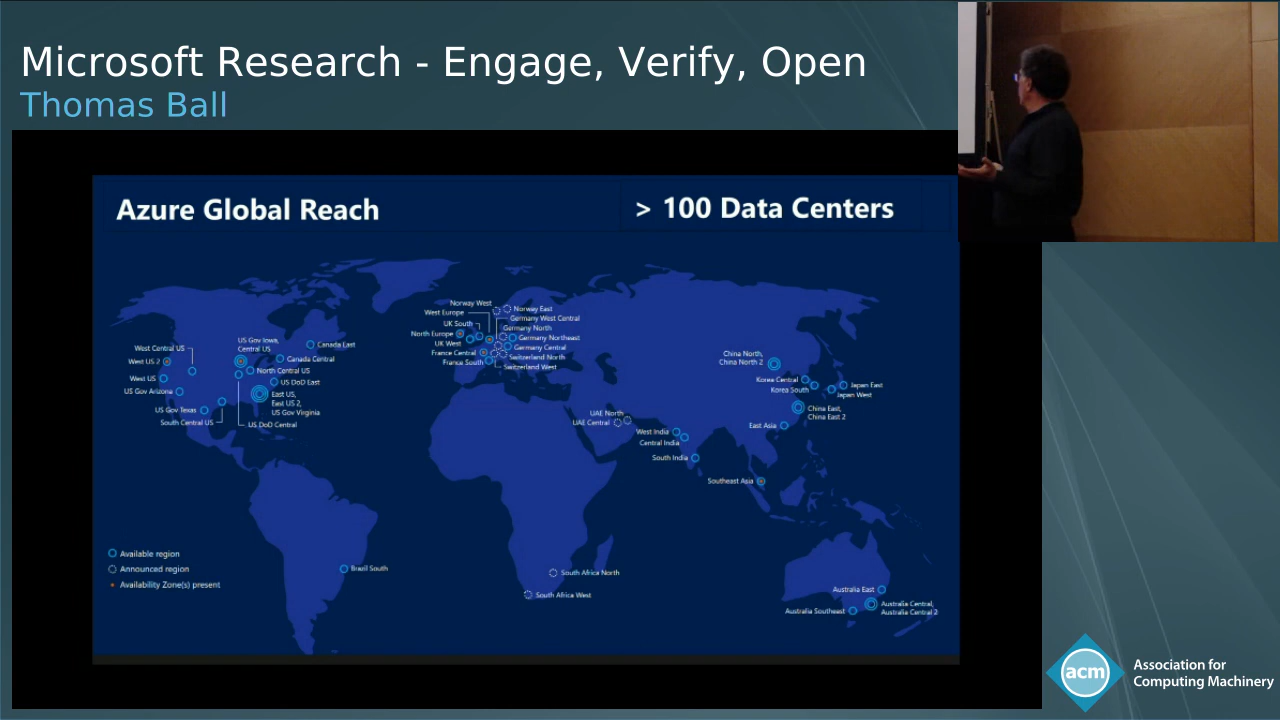 Microsoft Research - Engage, Verify, Open
Thomas Ball
Azure Global Reach
> 100 Data Centers
Norway West
West Europe
UK South
North Europe
UK West
France Central
France South
Norway East
Germany West Central
Germany North
Germany Northeast
Germany Central
Switzerland North
Switzerland West
West Central US
West US 2
West US
US Gov Arizona
US Gov Texas
South Central US
US Gov Iowa,
Central US
Canada East
Canada Central
North Central US
US DoD East
East US,
East US 2,
US Gov Virginia
US DoD Central
China North,
China North 2
Korea Central
Korea South
Japan East
Japan West
China East,
China East 2
East Asia
UAE North
UAE Central
West India
Central India
South India
Southeast Asia
Available region
Announced region
Availability Zone(s) present
Brazil South
South Africa North
South Africa West
Australia East
Australia Southeast
Australia Central,
Australia Central 2
acm
Association for
Computing Machinery